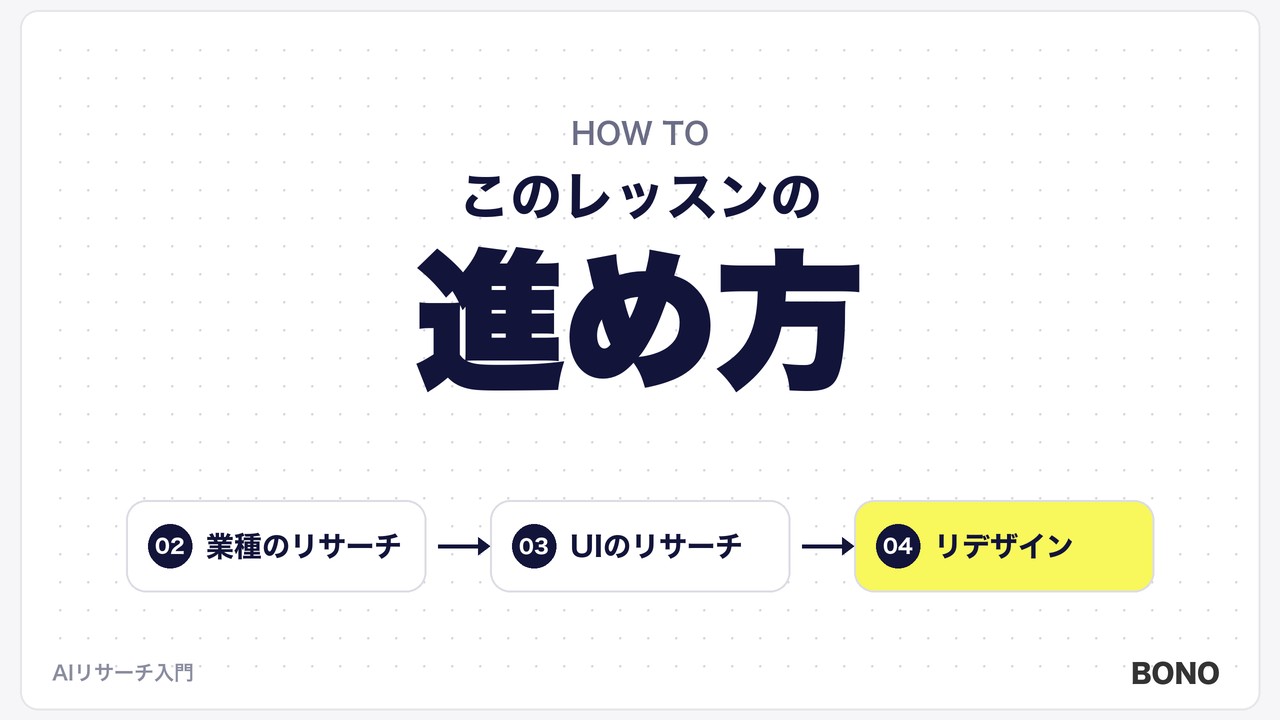 HOW TO
このレッスンの
進め方
02 業種のリサーチ
03 UIのリサーチ
04 リデザイン
AIリサーチ入門
BONO